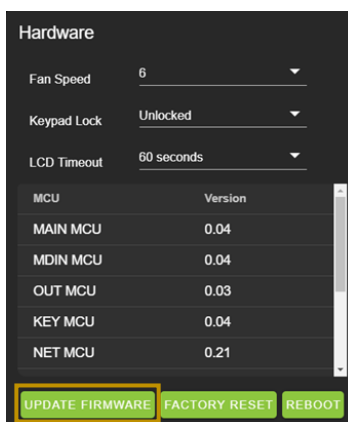 Hardware
Fan Speed 6
Keypad Lock Unlocked
LCD Timeout 60 seconds
MCU Version
MAIN MCU 0.04
MDIN MCU 0.04
OUT MCU 0.03
KEY MCU 0.04
NET MCU 0.21
UPDATE FIRMWARE FACTORY RESET REBOOT